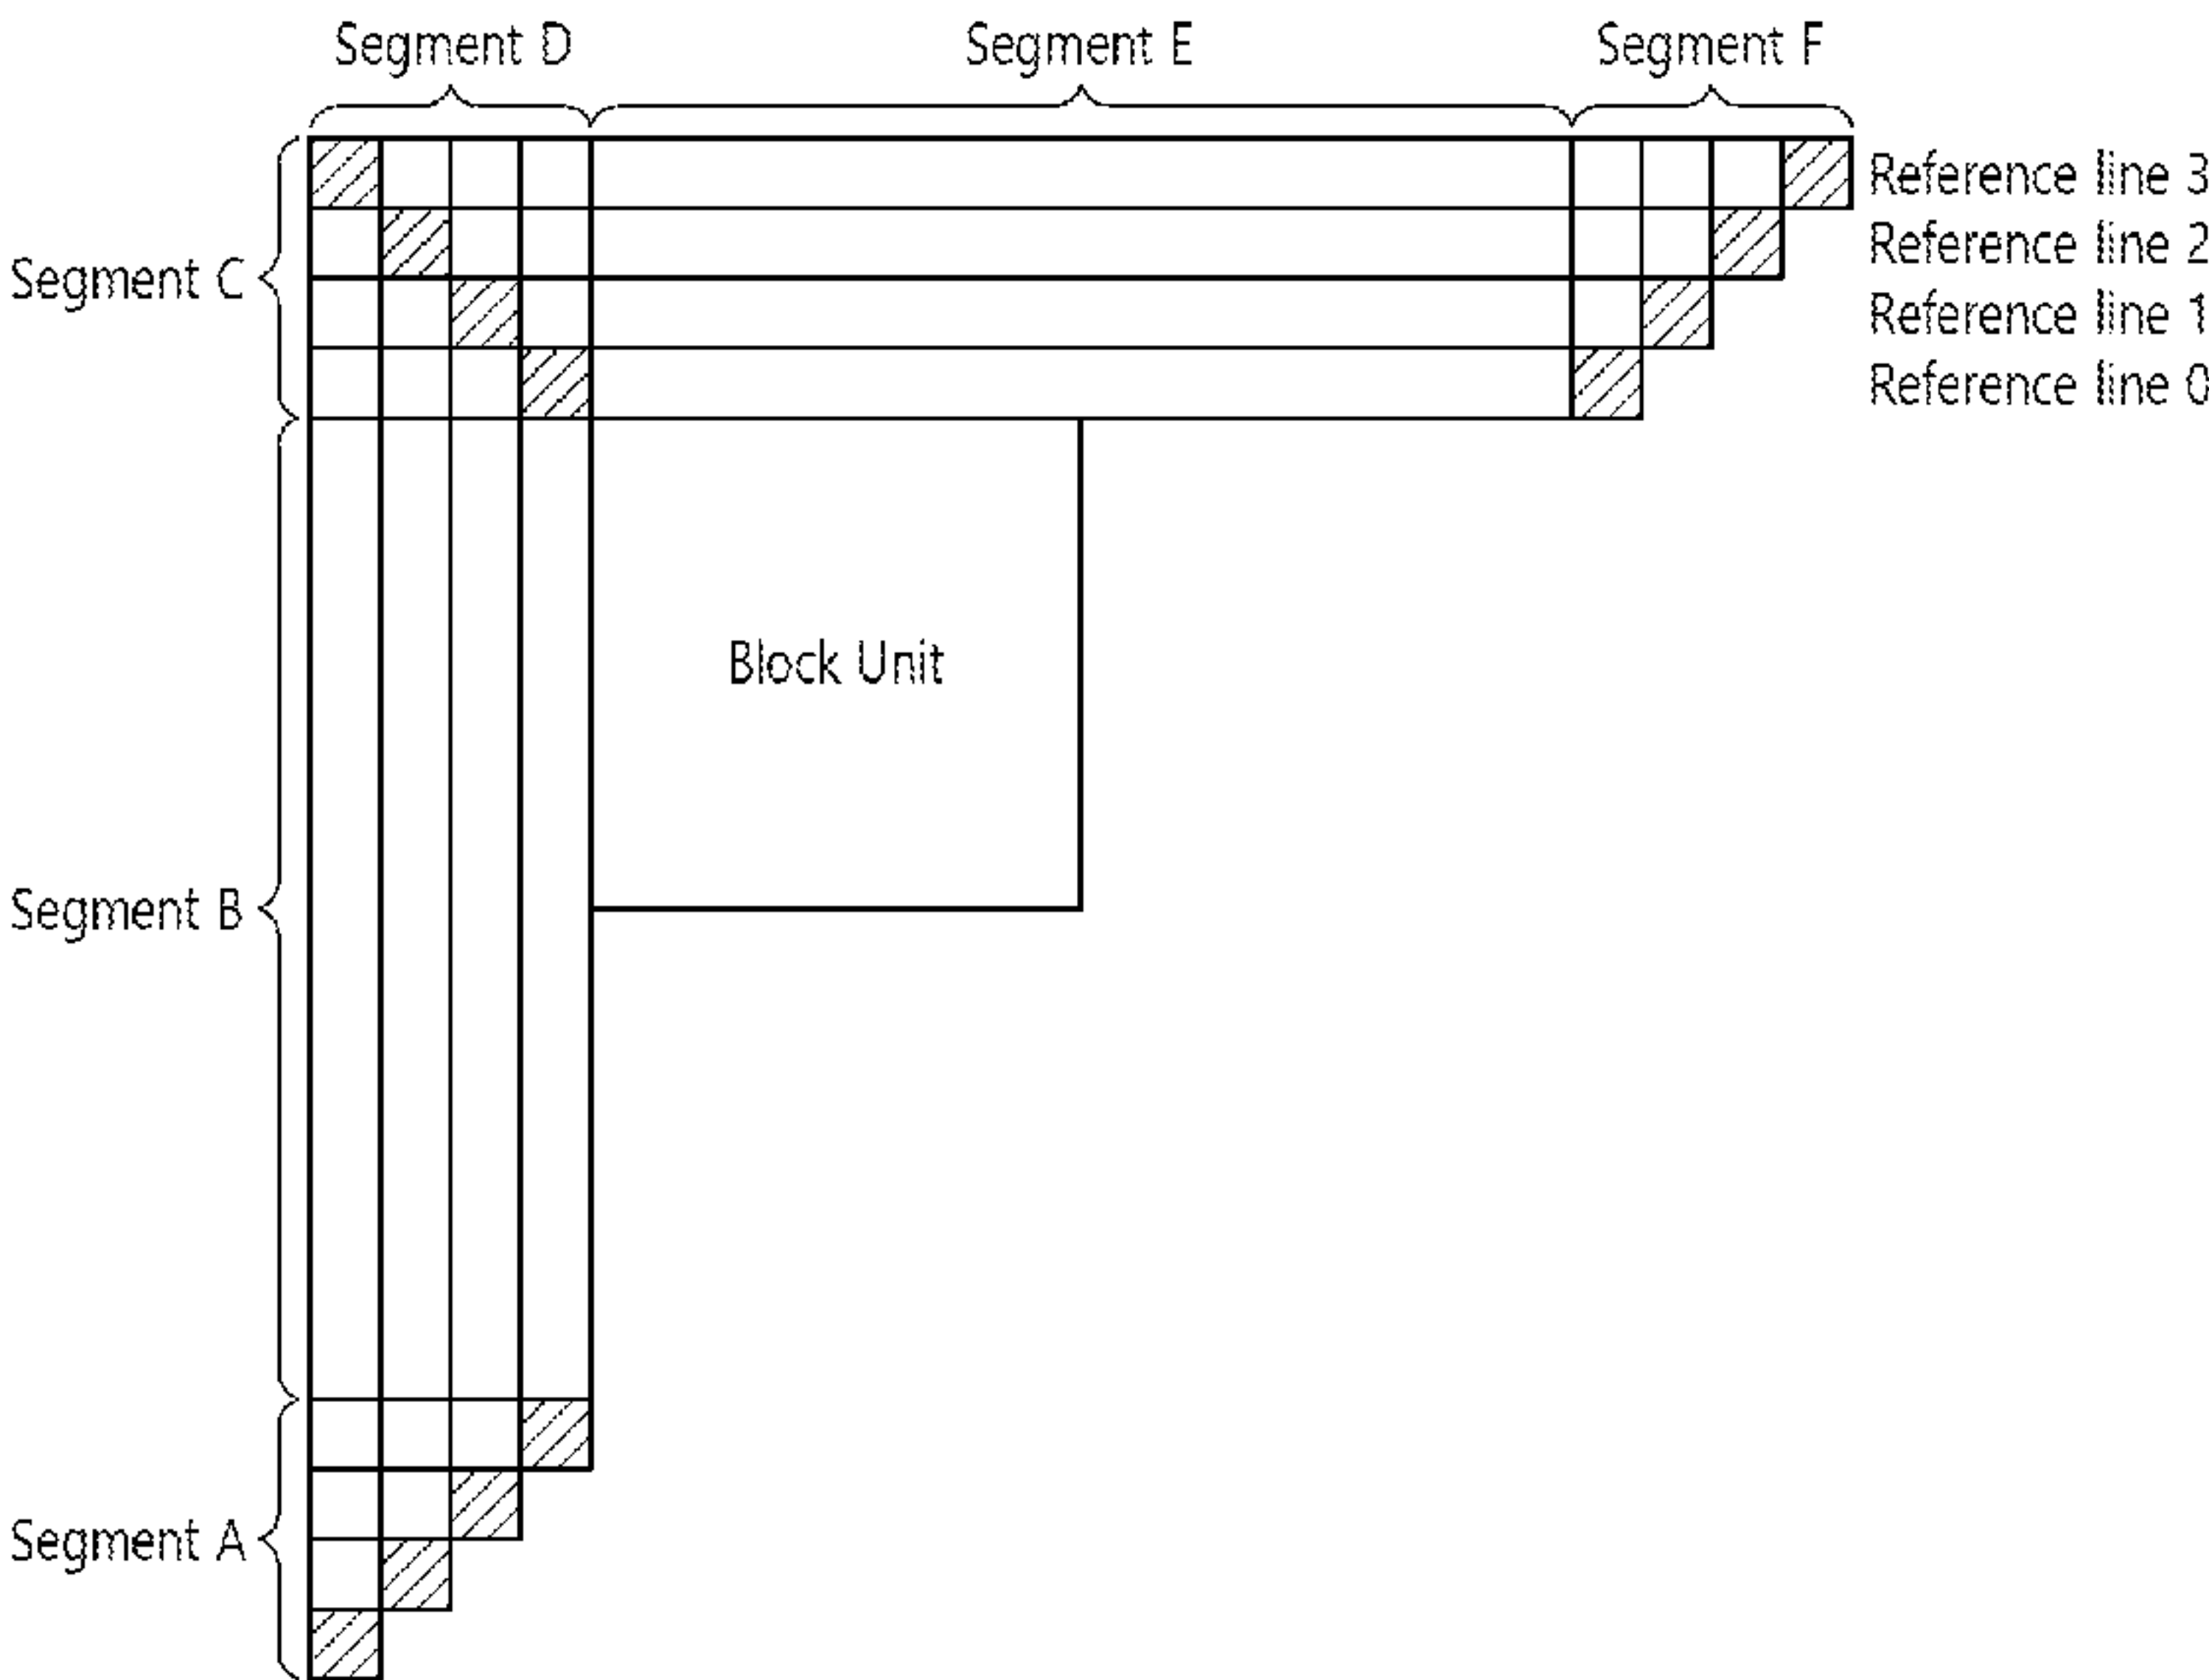 Segment D
Segment E
Segment F
Reference line 3
Reference line 2
Segment C
Reference line 1
Reference line 0
Block Unit
Segment B
Segment A